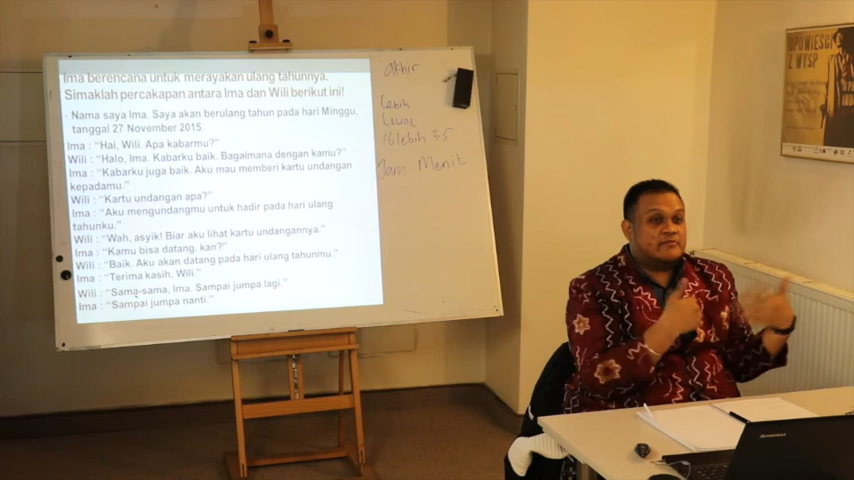 Ima berencana untuk merayakan ulang tahunnya.
Simaklah percakapan antara Ima dan Wili berikut ini!
Nama saya Ima. Saya akan berulang tahun pada hari Minggu,
tanggal 27 November 2015.
Ima : "Hai, Wili. Apa kabarmu?"
Wili : "Halo, Ima. Kabarku baik. Bagaimana dengan kamu?"
Ima : "Kabarku juga baik. Aku mau memberi kartu undangan
kepadamu."
Wili : "Kartu undangan apa?"
Ima : "Aku mengundangmu untuk hadir pada hari ulang
tahunku."
Wili : "Wah, asyik! Biar aku lihat kartu undangannya."
Ima : "Kamu bisa datang, kan?"
Wili : "Baik. Aku akan datang pada hari ulang tahunmu."
Ima : "Terima kasih, Wili."
Wili : "Sama-sama, Ima. Sampai jumpa lagi."
Ima : "Sampai jumpa nanti."
akhir
Lebih
16 lebih 35
Jam Menit
OPOWIEŚCI
Z WYSP
lenovo